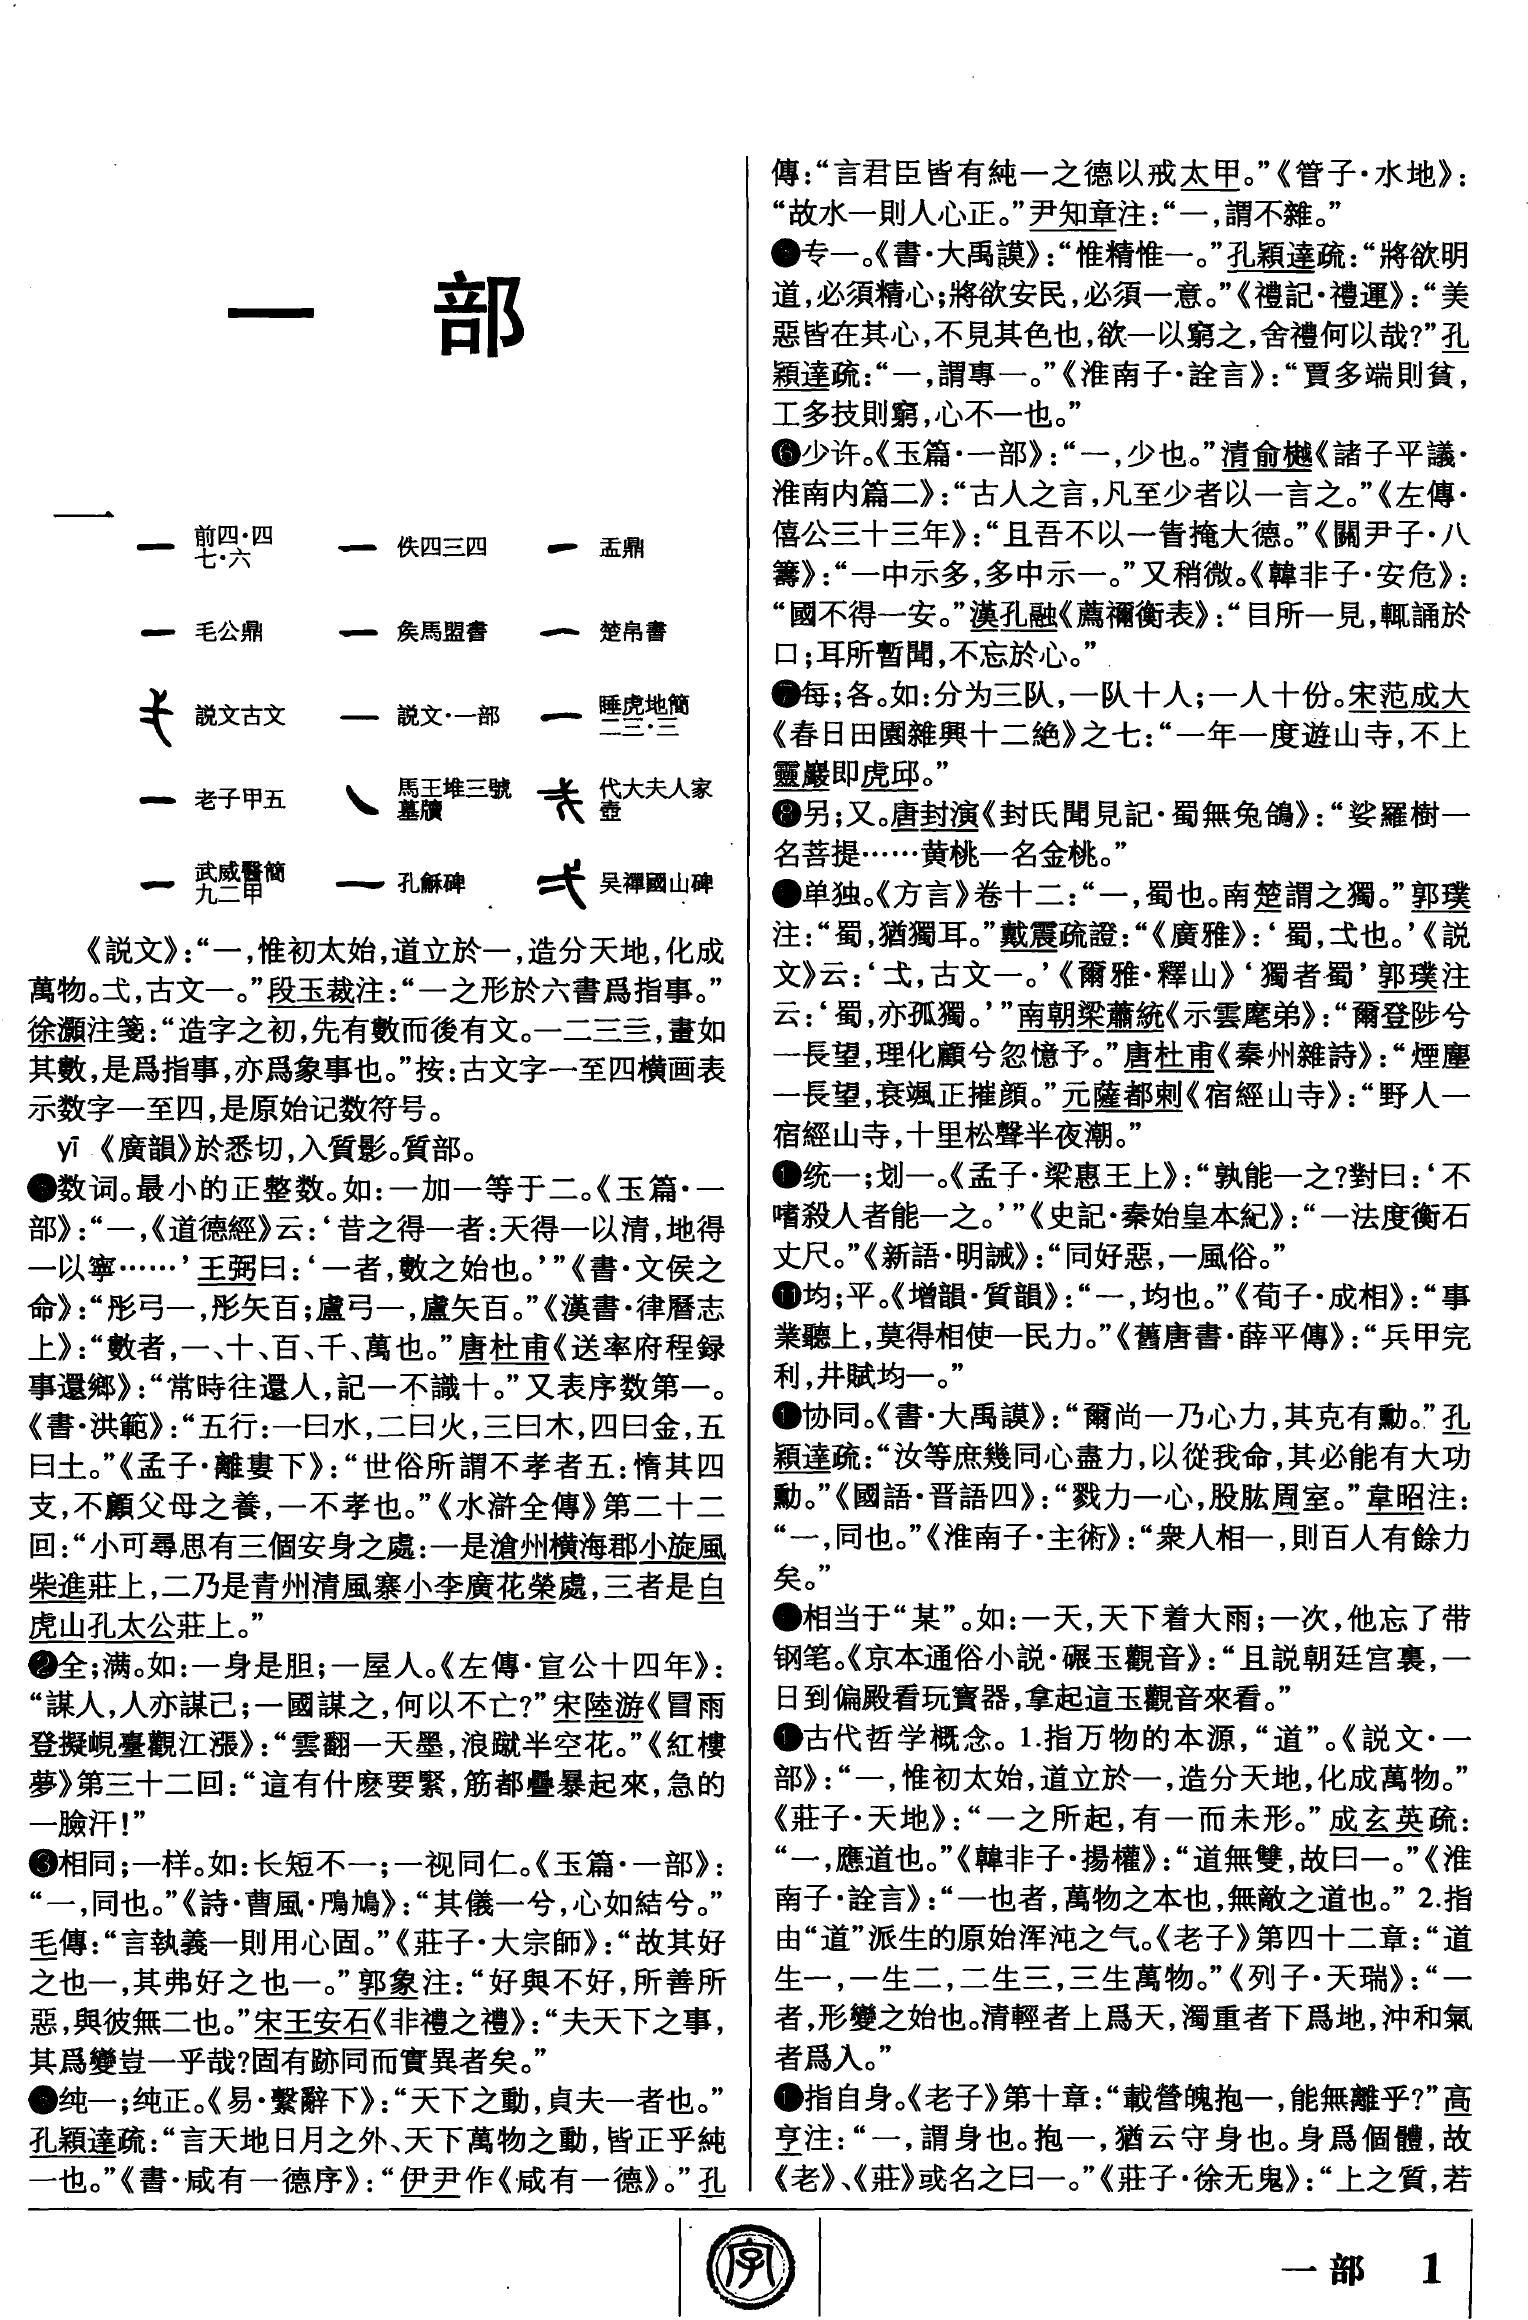 一 部
一
前四·四
七·六
佚四三四
盂鼎
毛公鼎
矦馬盟書
楚帛書
説文古文
説文·一部
睡虎地簡
二三·三
老子甲五
馬王堆三號
墓牘
代大夫人家
壺
武威醫簡
九二甲
孔龢碑
吴禪國山碑
《説文》:“一,惟初太始,道立於一,造分天地,化成
萬物。弌,古文一。”段玉裁注:“一之形於六書爲指事。”
徐灝注箋:“造字之初,先有數而後有文。一二三亖,畫如
其數,是爲指事,亦爲象事也。”按:古文字一至四横画表
示数字一至四,是原始记数符号。
yī 《廣韻》於悉切,入質影。質部。
❶数词。最小的正整数。如:一加一等于二。《玉篇·一
部》:“一,《道德經》云:‘昔之得一者:天得一以清,地得
一以寧……’王弼曰:‘一者,數之始也。’”《書·文侯之
命》:“彤弓一,彤矢百;盧弓一,盧矢百。”《漢書·律曆志
上》:“數者,一、十、百、千、萬也。”唐杜甫《送率府程録
事還鄉》:“常時往還人,記一不識十。”又表序数第一。
《書·洪範》:“五行:一曰水,二曰火,三曰木,四曰金,五
曰土。”《孟子·離婁下》:“世俗所謂不孝者五:惰其四
支,不顧父母之養,一不孝也。”《水滸全傳》第二十二
回:“小可尋思有三個安身之處:一是滄州横海郡小旋風
柴進莊上,二乃是青州清風寨小李廣花榮處,三者是白
虎山孔太公莊上。”
❷全;满。如:一身是胆;一屋人。《左傳·宣公十四年》:
“謀人,人亦謀己;一國謀之,何以不亡?”宋陸游《冒雨
登擬峴臺觀江漲》:“雲翻一天墨,浪蹴半空花。”《紅樓
夢》第三十二回:“這有什麽要緊,筋都疊暴起來,急的
一臉汗!”
❸相同;一样。如:长短不一;一视同仁。《玉篇·一部》:
“一,同也。”《詩·曹風·鳲鳩》:“其儀一兮,心如結兮。”
毛傳:“言執義一則用心固。”《莊子·大宗師》:“故其好
之也一,其弗好之也一。”郭象注:“好與不好,所善所
惡,與彼無二也。”宋王安石《非禮之禮》:“夫天下之事,
其爲變豈一乎哉?固有跡同而實異者矣。”
❹纯一;纯正。《易·繫辭下》:“天下之動,貞夫一者也。”
孔穎達疏:“言天地日月之外、天下萬物之動,皆正乎純
一也。”《書·咸有一德序》:“伊尹作《咸有一德》。”孔
傳:“言君臣皆有純一之德以戒太甲。”《管子·水地》:
“故水一則人心正。”尹知章注:“一,謂不雜。”
❺专一。《書·大禹謨》:“惟精惟一。”孔穎達疏:“將欲明
道,必須精心;將欲安民,必須一意。”《禮記·禮運》:“美
惡皆在其心,不見其色也,欲一以窮之,舍禮何以哉?”孔
穎達疏:“一,謂專一。”《淮南子·詮言》:“賈多端則貧,
工多技則窮,心不一也。”
❻少许。《玉篇·一部》:“一,少也。”清俞樾《諸子平議·
淮南内篇二》:“古人之言,凡至少者以一言之。”《左傳·
僖公三十三年》:“且吾不以一眚掩大德。”《關尹子·八
籌》:“一中示多,多中示一。”又稍微。《韓非子·安危》:
“國不得一安。”漢孔融《薦禰衡表》:“目所一見,輒誦於
口;耳所暫聞,不忘於心。”
❼每;各。如:分为三队,一队十人;一人十份。宋范成大
《春日田園雜興十二絶》之七:“一年一度遊山寺,不上
靈巖即虎邱。”
❽另;又。唐封演《封氏聞見記·蜀無兔鴿》:“娑羅樹一
名菩提……黄桃一名金桃。”
❾单独。《方言》卷十二:“一,蜀也。南楚謂之獨。”郭璞
注:“蜀,猶獨耳。”戴震疏證:“《廣雅》:‘蜀,弌也。’《説
文》云:‘弌,古文一。’《爾雅·釋山》‘獨者蜀’郭璞注
云:‘蜀,亦孤獨。’”南朝梁蕭統《示雲麾弟》:“爾登陟兮
一長望,理化顧兮忽憶予。”唐杜甫《秦州雜詩》:“煙塵
一長望,衰颯正摧顔。”元薩都剌《宿經山寺》:“野人一
宿經山寺,十里松聲半夜潮。”
❿统一;划一。《孟子·梁惠王上》:“孰能一之?對曰:‘不
嗜殺人者能一之。’”《史記·秦始皇本紀》:“一法度衡石
丈尺。”《新語·明誡》:“同好惡,一風俗。”
⓫均;平。《增韻·質韻》:“一,均也。”《荀子·成相》:“事
業聽上,莫得相使一民力。”《舊唐書·薛平傳》:“兵甲完
利,井賦均一。”
⓬协同。《書·大禹謨》:“爾尚一乃心力,其克有勳。”孔
穎達疏:“汝等庶幾同心盡力,以從我命,其必能有大功
勳。”《國語·晋語四》:“戮力一心,股肱周室。”韋昭注:
“一,同也。”《淮南子·主術》:“衆人相一,則百人有餘力
矣。”
⓭相当于“某”。如:一天,天下着大雨;一次,他忘了带
钢笔。《京本通俗小説·碾玉觀音》:“且説朝廷官裏,一
日到偏殿看玩寳器,拿起這玉觀音來看。”
⓮古代哲学概念。1.指万物的本源,“道”。《説文·一
部》:“一,惟初太始,道立於一,造分天地,化成萬物。”
《莊子·天地》:“一之所起,有一而未形。”成玄英疏:
“一,應道也。”《韓非子·揚權》:“道無雙,故曰一。”《淮
南子·詮言》:“一也者,萬物之本也,無敵之道也。”2.指
由“道”派生的原始浑沌之气。《老子》第四十二章:“道
生一,一生二,二生三,三生萬物。”《列子·天瑞》:“一
者,形變之始也。清輕者上爲天,濁重者下爲地,沖和氣
者爲人。”
⓯指自身。《老子》第十章:“載營魄抱一,能無離乎?”高
亨注:“一,謂身也。抱一,猶云守身也。身爲個體,故
《老》、《莊》或名之曰一。”《莊子·徐无鬼》:“上之質,若
字
一部 1